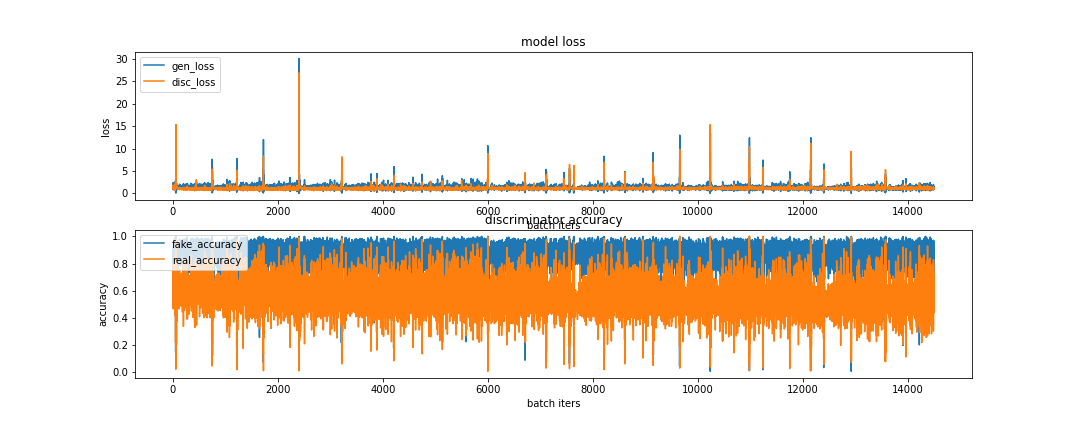 model loss
gen_loss
disc_loss
loss
30
25
20
15
10
5
0
0 2000 4000 6000 8000 10000 12000 14000
batch iters
discriminator accuracy
fake_accuracy
real_accuracy
accuracy
1.0
0.8
0.6
0.4
0.2
0.0
0 2000 4000 6000 8000 10000 12000 14000
batch iters